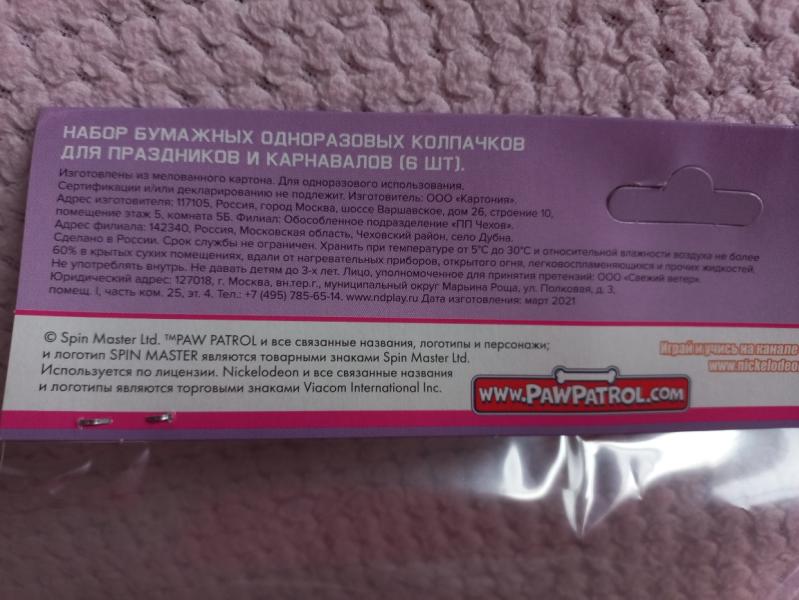 НАБОР БУМАЖНЫХ ОДНОРАЗОВЫХ КОЛПАЧКОВ
ДЛЯ ПРАЗДНИКОВ И КАРНАВАЛОВ (6 ШТ).
Изготовлены из мелованного картона. Для одноразового использования.
Сертификации и/или декларированию не подлежит. Изготовитель: ООО «Картония».
Адрес изготовителя: 117105, Россия, город Москва, шоссе Варшавское, дом 26, строение 10,
помещение этаж 5, комната 5Б. Филиал: Обособленное подразделение «ПП Чехов».
Адрес филиала: 142340, Россия, Московская область, Чеховский район, село Дубна.
Сделано в России. Срок службы не ограничен. Хранить при температуре от 5°С до 30°С и относительной влажности воздуха не более
60% в крытых сухих помещениях, вдали от нагревательных приборов, открытого огня, легковоспламеняющихся и прочих жидкостей.
Не употреблять внутрь. Не давать детям до 3-х лет. Лицо, уполномоченное для принятия претензий: ООО «Свежий ветер».
Юридический адрес: 127018, г. Москва, вн.тер.г., муниципальный округ Марьина Роща, ул. Полковая, д. 3,
помещ. I, часть ком. 25, эт. 4. Тел.: +7 (495) 785-65-14. www.ndplay.ru Дата изготовления: март 2021
© Spin Master Ltd. ™PAW PATROL и все связанные названия, логотипы и персонажи;
и логотип SPIN MASTER являются товарными знаками Spin Master Ltd.
Используется по лицензии. Nickelodeon и все связанные названия
и логотипы являются торговыми знаками Viacom International Inc.
www.PawPatrol.com
Играй и учись на канале
www.nickelodeon